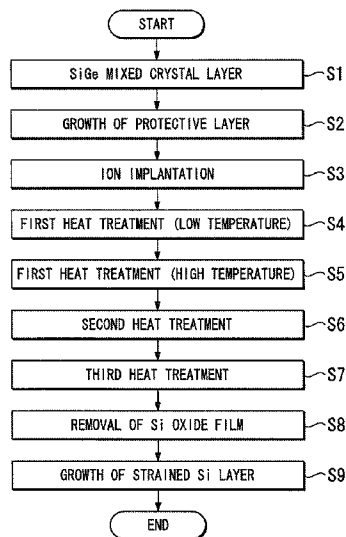 START
SiGe MIXED CRYSTAL LAYER S1
GROWTH OF PROTECTIVE LAYER S2
ION IMPLANTATION S3
FIRST HEAT TREATMENT (LOW TEMPERATURE) S4
FIRST HEAT TREATMENT (HIGH TEMPERATURE) S5
SECOND HEAT TREATMENT S6
THIRD HEAT TREATMENT S7
REMOVAL OF Si OXIDE FILM S8
GROWTH OF STRAINED Si LAYER S9
END